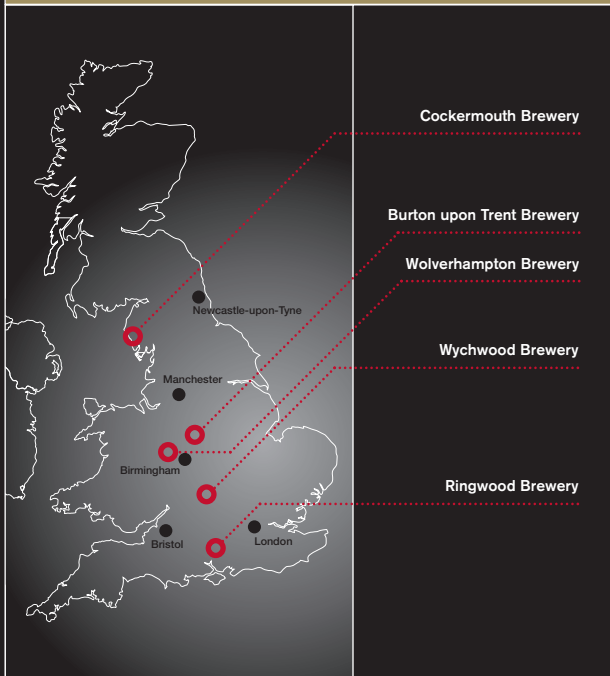 Cockermouth Brewery
Burton upon Trent Brewery
Wolverhampton Brewery
Newcastle-upon-Tyne
Wychwood Brewery
Manchester
Birmingham
Ringwood Brewery
Bristol
London